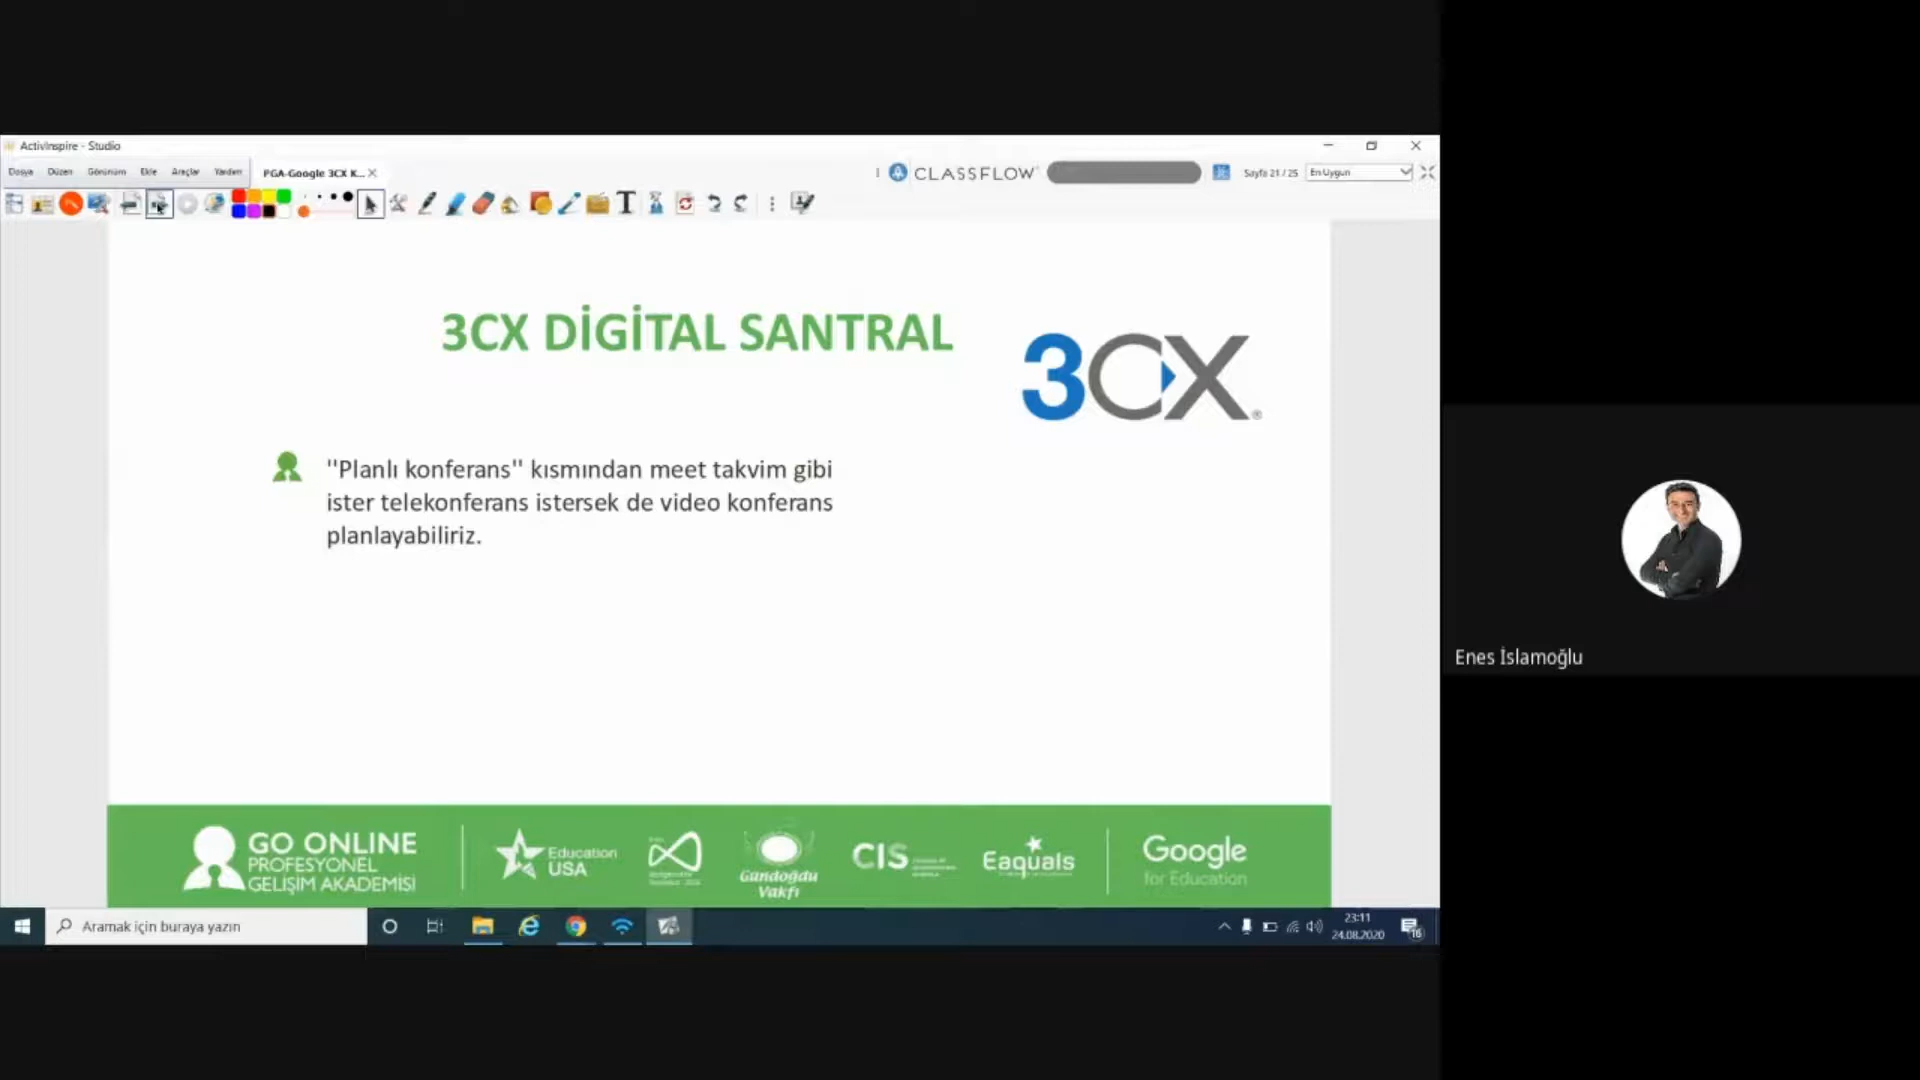 ActivInspire - Studio
Dosya Düzen Görünüm Ekle Araçlar Yardım
PGA-Google 3CX K...
CLASSFLOW
Sayfa 21 / 25
En Uygun
3CX DİGİTAL SANTRAL
3CX
''Planlı konferans'' kısmından meet takvim gibi
ister telekonferans istersek de video konferans
planlayabiliriz.
Enes İslamoğlu
GO ONLINE
PROFESYONEL
GELİŞİM AKADEMİSİ
Education
USA
Gandoğdu
Vakfı
CIS
Eaquals
Google
for Education
Aramak için buraya yazın
23:11
24.08.2020
16